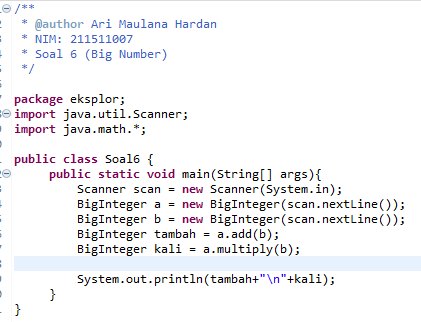 /**
 * @author Ari Maulana Hardan
 * NIM: 211511007
 * Soal 6 (Big Number)
 */
package eksplor;
import java.util.Scanner;
import java.math.*;
public class Soal6 {
    public static void main(String[] args){
        Scanner scan = new Scanner(System.in);
        BigInteger a = new BigInteger(scan.nextLine());
        BigInteger b = new BigInteger(scan.nextLine());
        BigInteger tambah = a.add(b);
        BigInteger kali = a.multiply(b);
        System.out.println(tambah+"\n"+kali);
    }
}